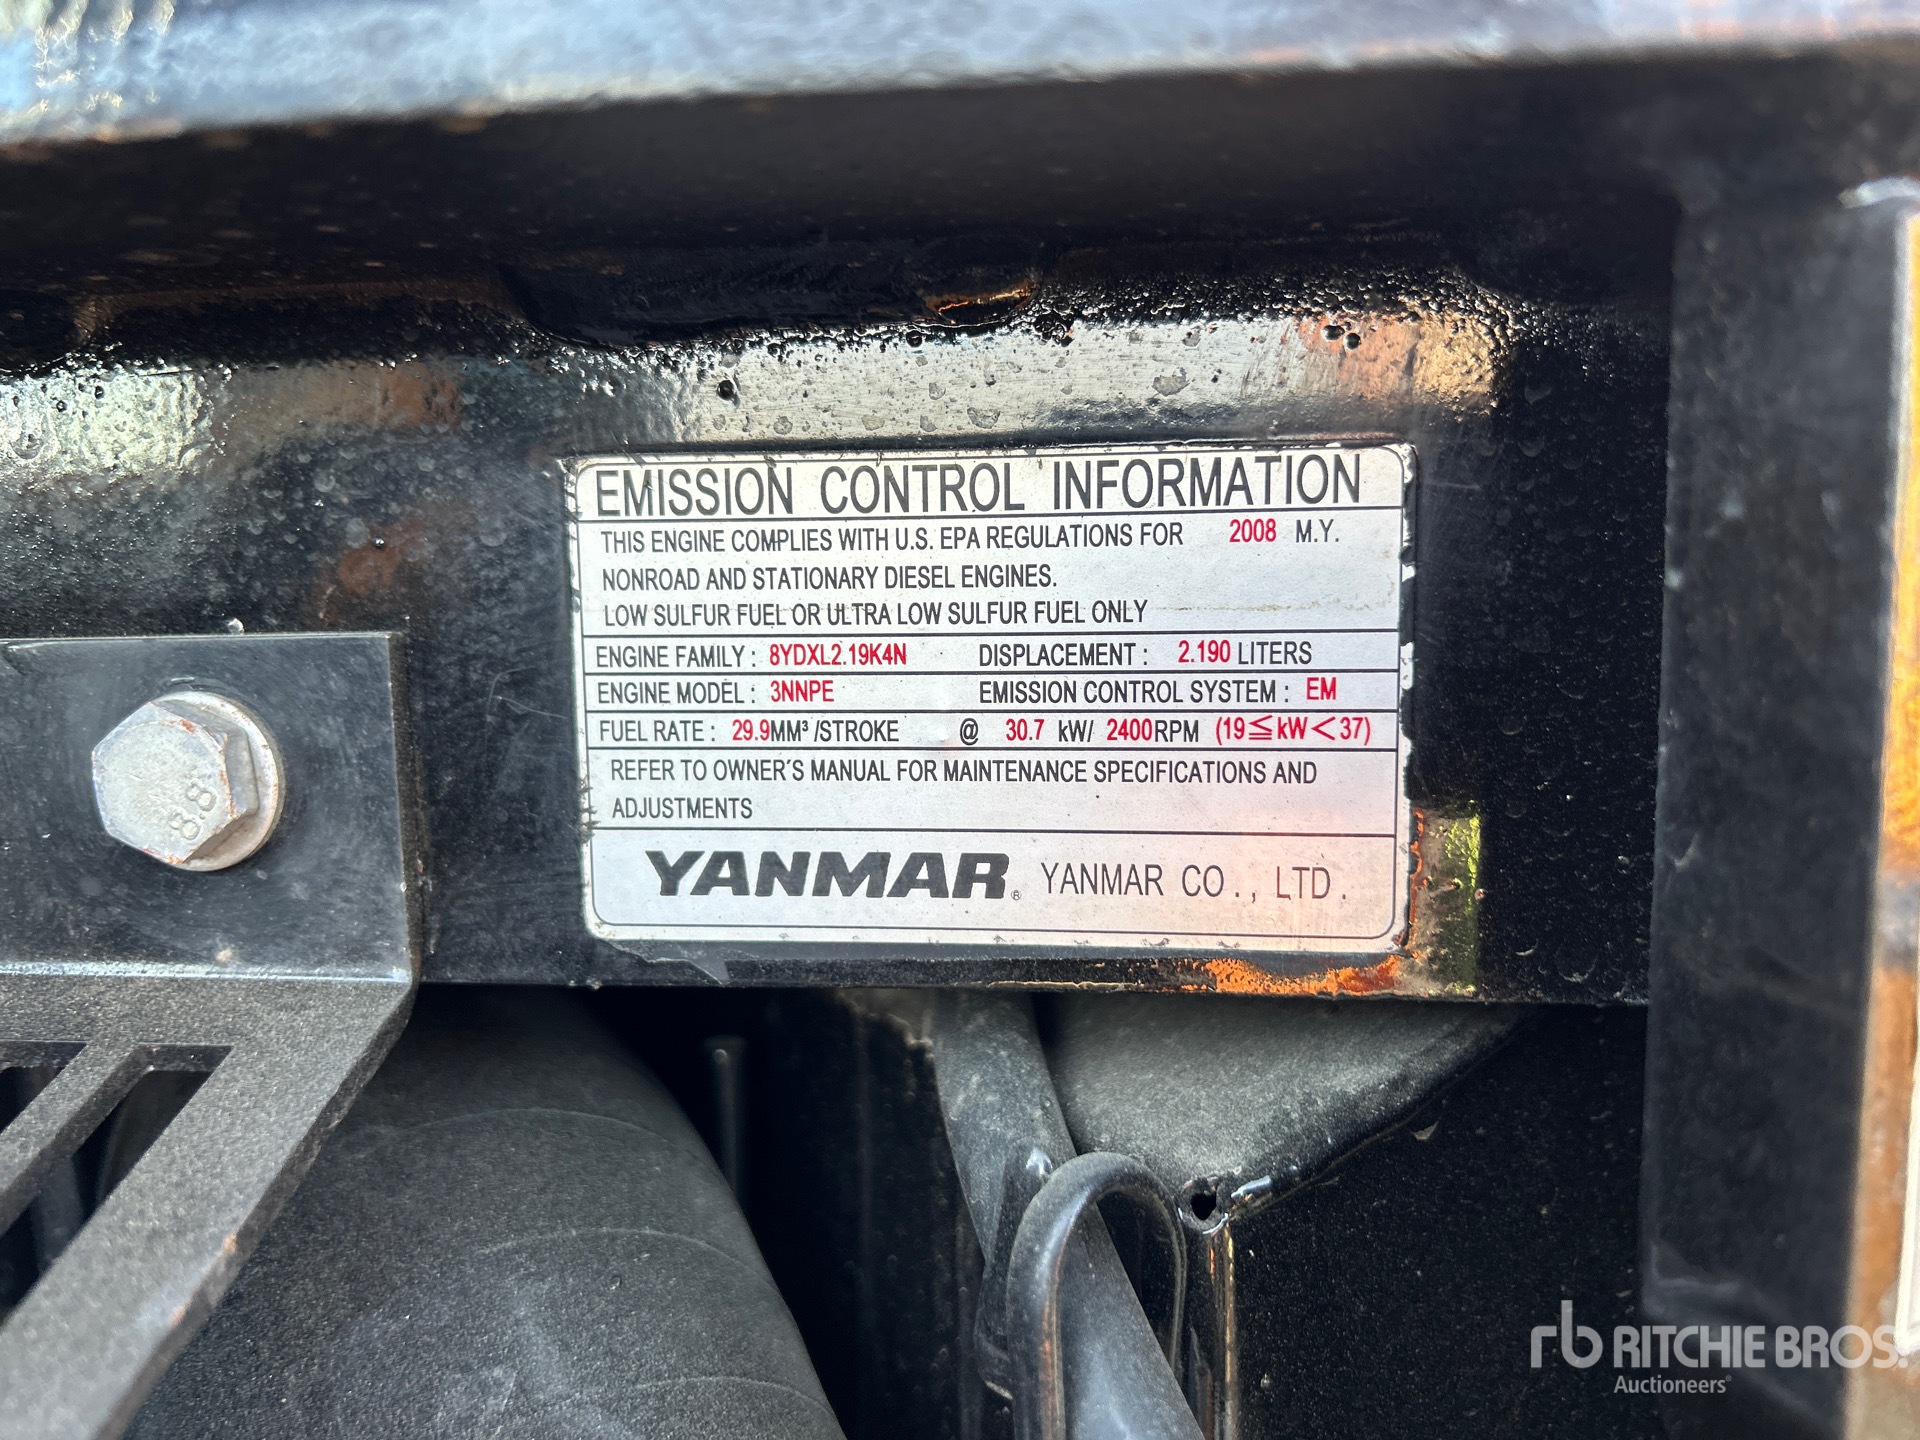 EMISSION CONTROL INFORMATION
THIS ENGINE COMPLIES WITH U.S. EPA REGULATIONS FOR 2008 M.Y.
NONROAD AND STATIONARY DIESEL ENGINES.
LOW SULFUR FUEL OR ULTRA LOW SULFUR FUEL ONLY
ENGINE FAMILY : 8YDXL2.19K4N DISPLACEMENT : 2.190 LITERS
ENGINE MODEL : 3NNPE EMISSION CONTROL SYSTEM : EM
FUEL RATE : 29.9MM³/STROKE @ 30.7 kW/ 2400RPM (19≦kW<37)
REFER TO OWNER'S MANUAL FOR MAINTENANCE SPECIFICATIONS AND
ADJUSTMENTS
YANMAR® YANMAR CO., LTD.
8.8
rb RITCHIE BROS.
Auctioneers®